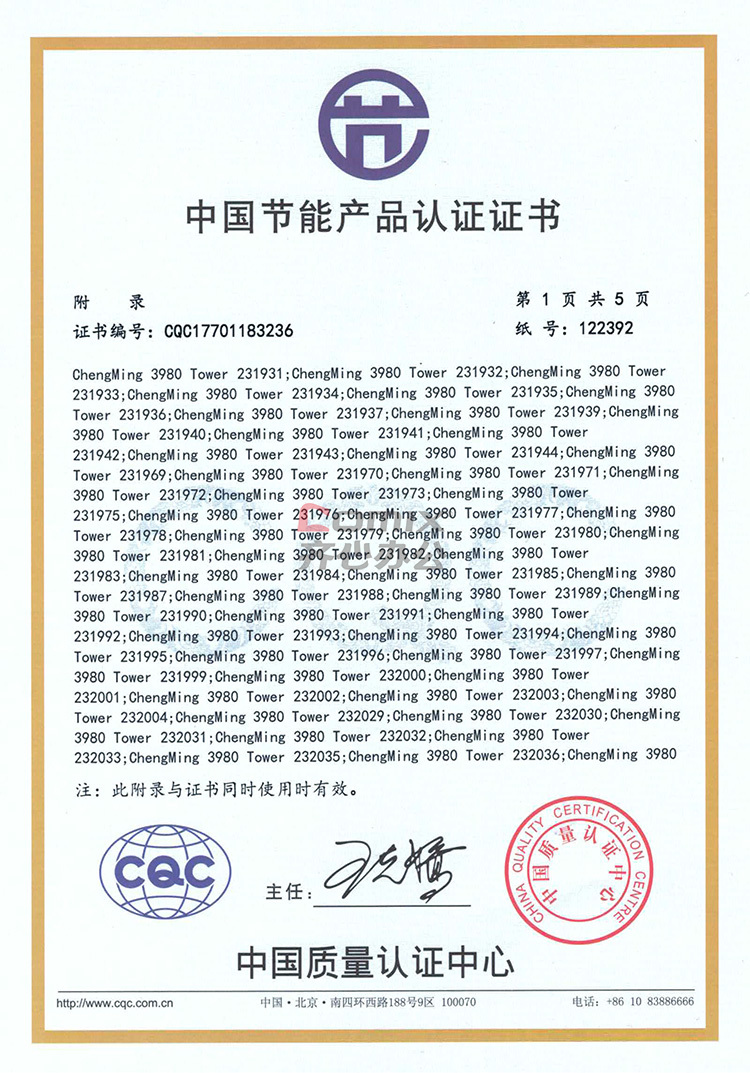 中国节能产品认证证书
附 录 第 1 页 共 5 页
证书编号：CQC17701183236 纸 号：122392
ChengMing 3980 Tower 231931;ChengMing 3980 Tower 231932;ChengMing 3980 Tower
231933;ChengMing 3980 Tower 231934;ChengMing 3980 Tower 231935;ChengMing 3980
Tower 231936;ChengMing 3980 Tower 231937;ChengMing 3980 Tower 231939;ChengMing
3980 Tower 231940;ChengMing 3980 Tower 231941;ChengMing 3980 Tower
231942;ChengMing 3980 Tower 231943;ChengMing 3980 Tower 231944;ChengMing 3980
Tower 231969;ChengMing 3980 Tower 231970;ChengMing 3980 Tower 231971;ChengMing
3980 Tower 231972;ChengMing 3980 Tower 231973;ChengMing 3980 Tower
231975;ChengMing 3980 Tower 231976;ChengMing 3980 Tower 231977;ChengMing 3980
Tower 231978;ChengMing 3980 Tower 231979;ChengMing 3980 Tower 231980;ChengMing
3980 Tower 231981;ChengMing 3980 Tower 231982;ChengMing 3980 Tower
231983;ChengMing 3980 Tower 231984;ChengMing 3980 Tower 231985;ChengMing 3980
Tower 231987;ChengMing 3980 Tower 231988;ChengMing 3980 Tower 231989;ChengMing
3980 Tower 231990;ChengMing 3980 Tower 231991;ChengMing 3980 Tower
231992;ChengMing 3980 Tower 231993;ChengMing 3980 Tower 231994;ChengMing 3980
Tower 231995;ChengMing 3980 Tower 231996;ChengMing 3980 Tower 231997;ChengMing
3980 Tower 231999;ChengMing 3980 Tower 232000;ChengMing 3980 Tower
232001;ChengMing 3980 Tower 232002;ChengMing 3980 Tower 232003;ChengMing 3980
Tower 232004;ChengMing 3980 Tower 232029;ChengMing 3980 Tower 232030;ChengMing
3980 Tower 232031;ChengMing 3980 Tower 232032;ChengMing 3980 Tower
232033;ChengMing 3980 Tower 232035;ChengMing 3980 Tower 232036;ChengMing 3980
齐心办公
注：此附录与证书同时使用时有效。
CQC
主任：
CHINA QUALITY CERTIFICATION CENTRE
中国质量认证中心
中国质量认证中心
http://www.cqc.com.cn 中国·北京·南四环西路188号9区 100070 电话：+86 10 83886666